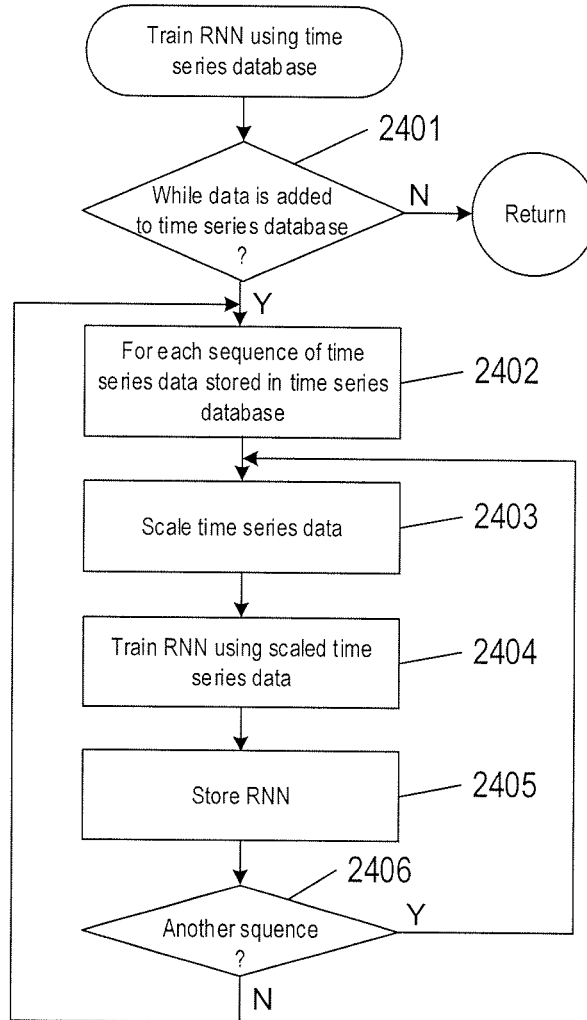 Train RNN using time
series database
2401
While data is added
to time series database
?
N
Return
Y
For each sequence of time
series data stored in time series
database
2402
Scale time series data
2403
Train RNN using scaled time
series data
2404
Store RNN
2405
2406
Another squence
?
Y
N